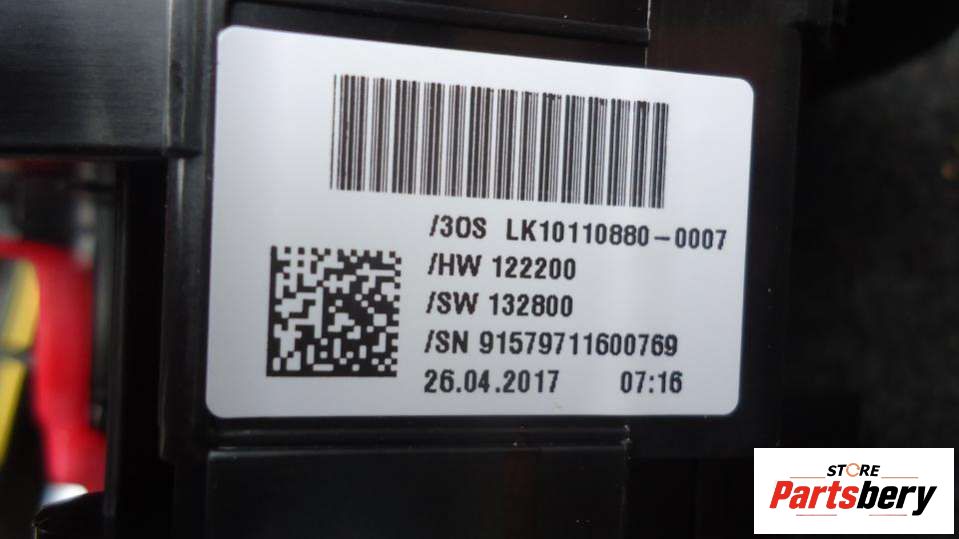 /3OS LK10110880-0007
/HW 122200
/SW 132800
/SN 91579711600769
26.04.2017 07:16
STORE
Partsbery